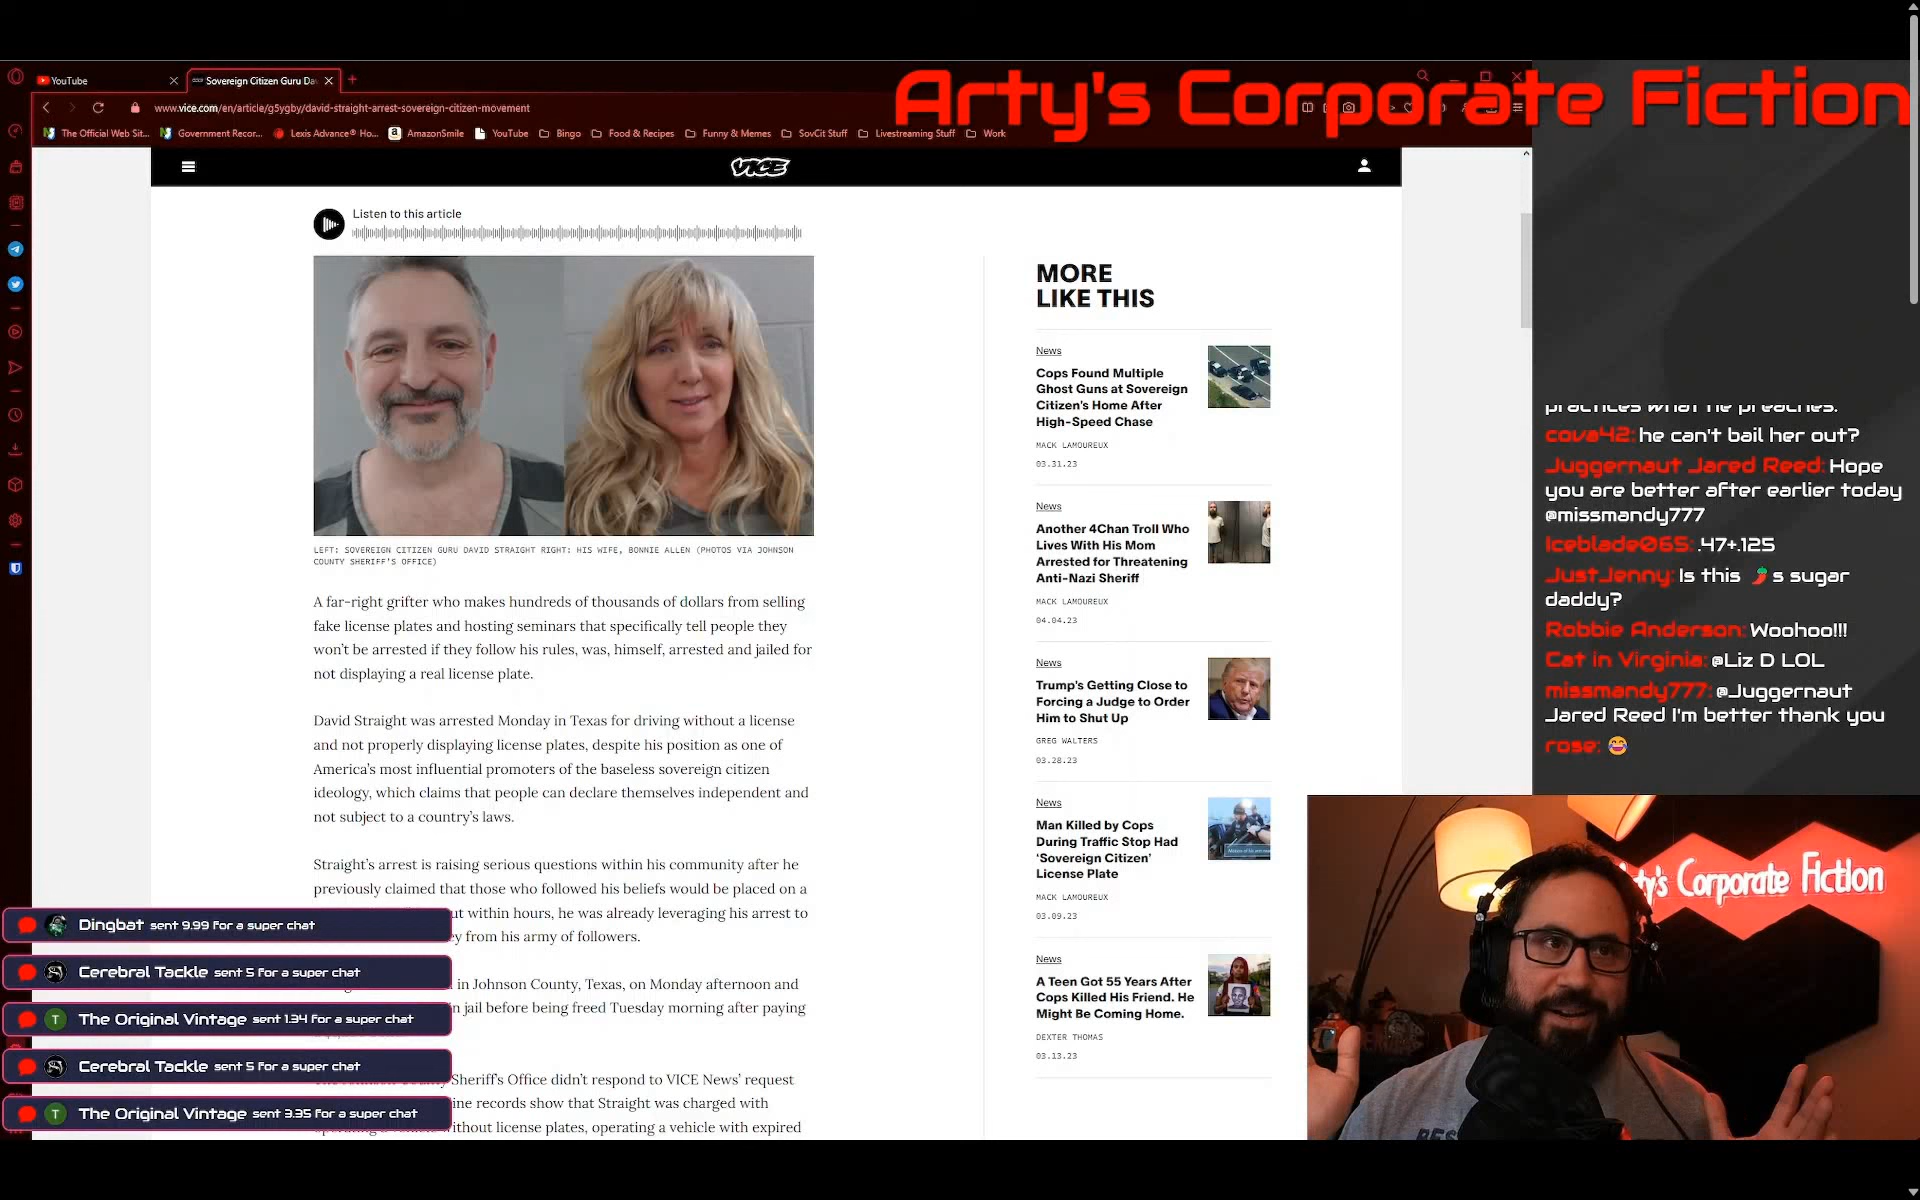 Arty's Corporate Fiction
YouTube
Sovereign Citizen Guru Da
www.vice.com/en/article/g5ygby/david-straight-arrest-sovereign-citizen-movement
The Official Web Sit...
Government Recor...
Lexis Advance® Ho...
AmazonSmile
YouTube
Bingo
Food & Recipes
Funny & Memes
SovCit Stuff
Livestreaming Stuff
Work
VICE
Listen to this article
LEFT: SOVEREIGN CITIZEN GURU DAVID STRAIGHT RIGHT: HIS WIFE, BONNIE ALLEN (PHOTOS VIA JOHNSON
COUNTY SHERIFF'S OFFICE)
A far-right grifter who makes hundreds of thousands of dollars from selling
fake license plates and hosting seminars that specifically tell people they
won't be arrested if they follow his rules, was, himself, arrested and jailed for
not displaying a real license plate.
David Straight was arrested Monday in Texas for driving without a license
and not properly displaying license plates, despite his position as one of
America's most influential promoters of the baseless sovereign citizen
ideology, which claims that people can declare themselves independent and
not subject to a country's laws.
Straight's arrest is raising serious questions within his community after he
previously claimed that those who followed his beliefs would be placed on a
ut within hours, he was already leveraging his arrest to
ey from his army of followers.
in Johnson County, Texas, on Monday afternoon and
n jail before being freed Tuesday morning after paying
Sheriff's Office didn't respond to VICE News' request
ine records show that Straight was charged with
without license plates, operating a vehicle with expired
MORE
LIKE THIS
News
Cops Found Multiple
Ghost Guns at Sovereign
Citizen's Home After
High-Speed Chase
MACK LAMOUREUX
03.31.23
News
Another 4Chan Troll Who
Lives With His Mom
Arrested for Threatening
Anti-Nazi Sheriff
MACK LAMOUREUX
04.04.23
News
Trump's Getting Close to
Forcing a Judge to Order
Him to Shut Up
GREG WALTERS
03.28.23
News
Man Killed by Cops
During Traffic Stop Had
'Sovereign Citizen'
License Plate
MACK LAMOUREUX
03.09.23
News
A Teen Got 55 Years After
Cops Killed His Friend. He
Might Be Coming Home.
DEXTER THOMAS
03.13.23
practices what he preaches.
cova42: he can't bail her out?
Juggernaut Jared Reed: Hope
you are better after earlier today
@missmandy777
Iceblade065: .47+.125
JustJenny: Is this 🌶️s sugar
daddy?
Robbie Anderson: Woohoo!!!
Cat in Virginia: @Liz D LOL
missmandy777: @Juggernaut
Jared Reed I'm better thank you
rose: 😂
Dingbat sent 9.99 for a super chat
Cerebral Tackle sent 5 for a super chat
T The Original Vintage sent 1.34 for a super chat
Cerebral Tackle sent 5 for a super chat
T The Original Vintage sent 3.35 for a super chat
ty's Corporate Fiction